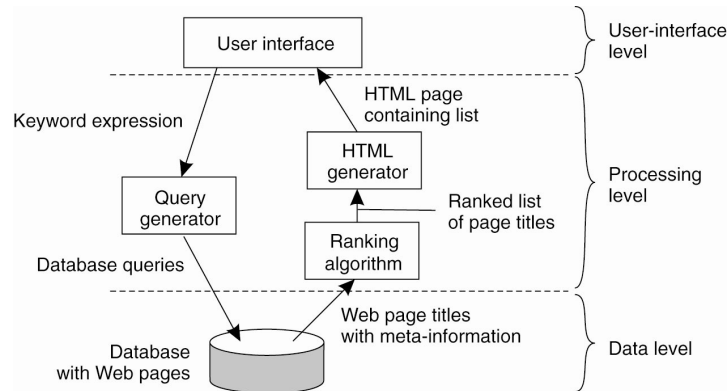 User interface
User-interface
level
Keyword expression
HTML page
containing list
HTML
generator
Processing
level
Query
generator
Ranked list
of page titles
Ranking
algorithm
Database queries
Web page titles
with meta-information
Database
with Web pages
Data level